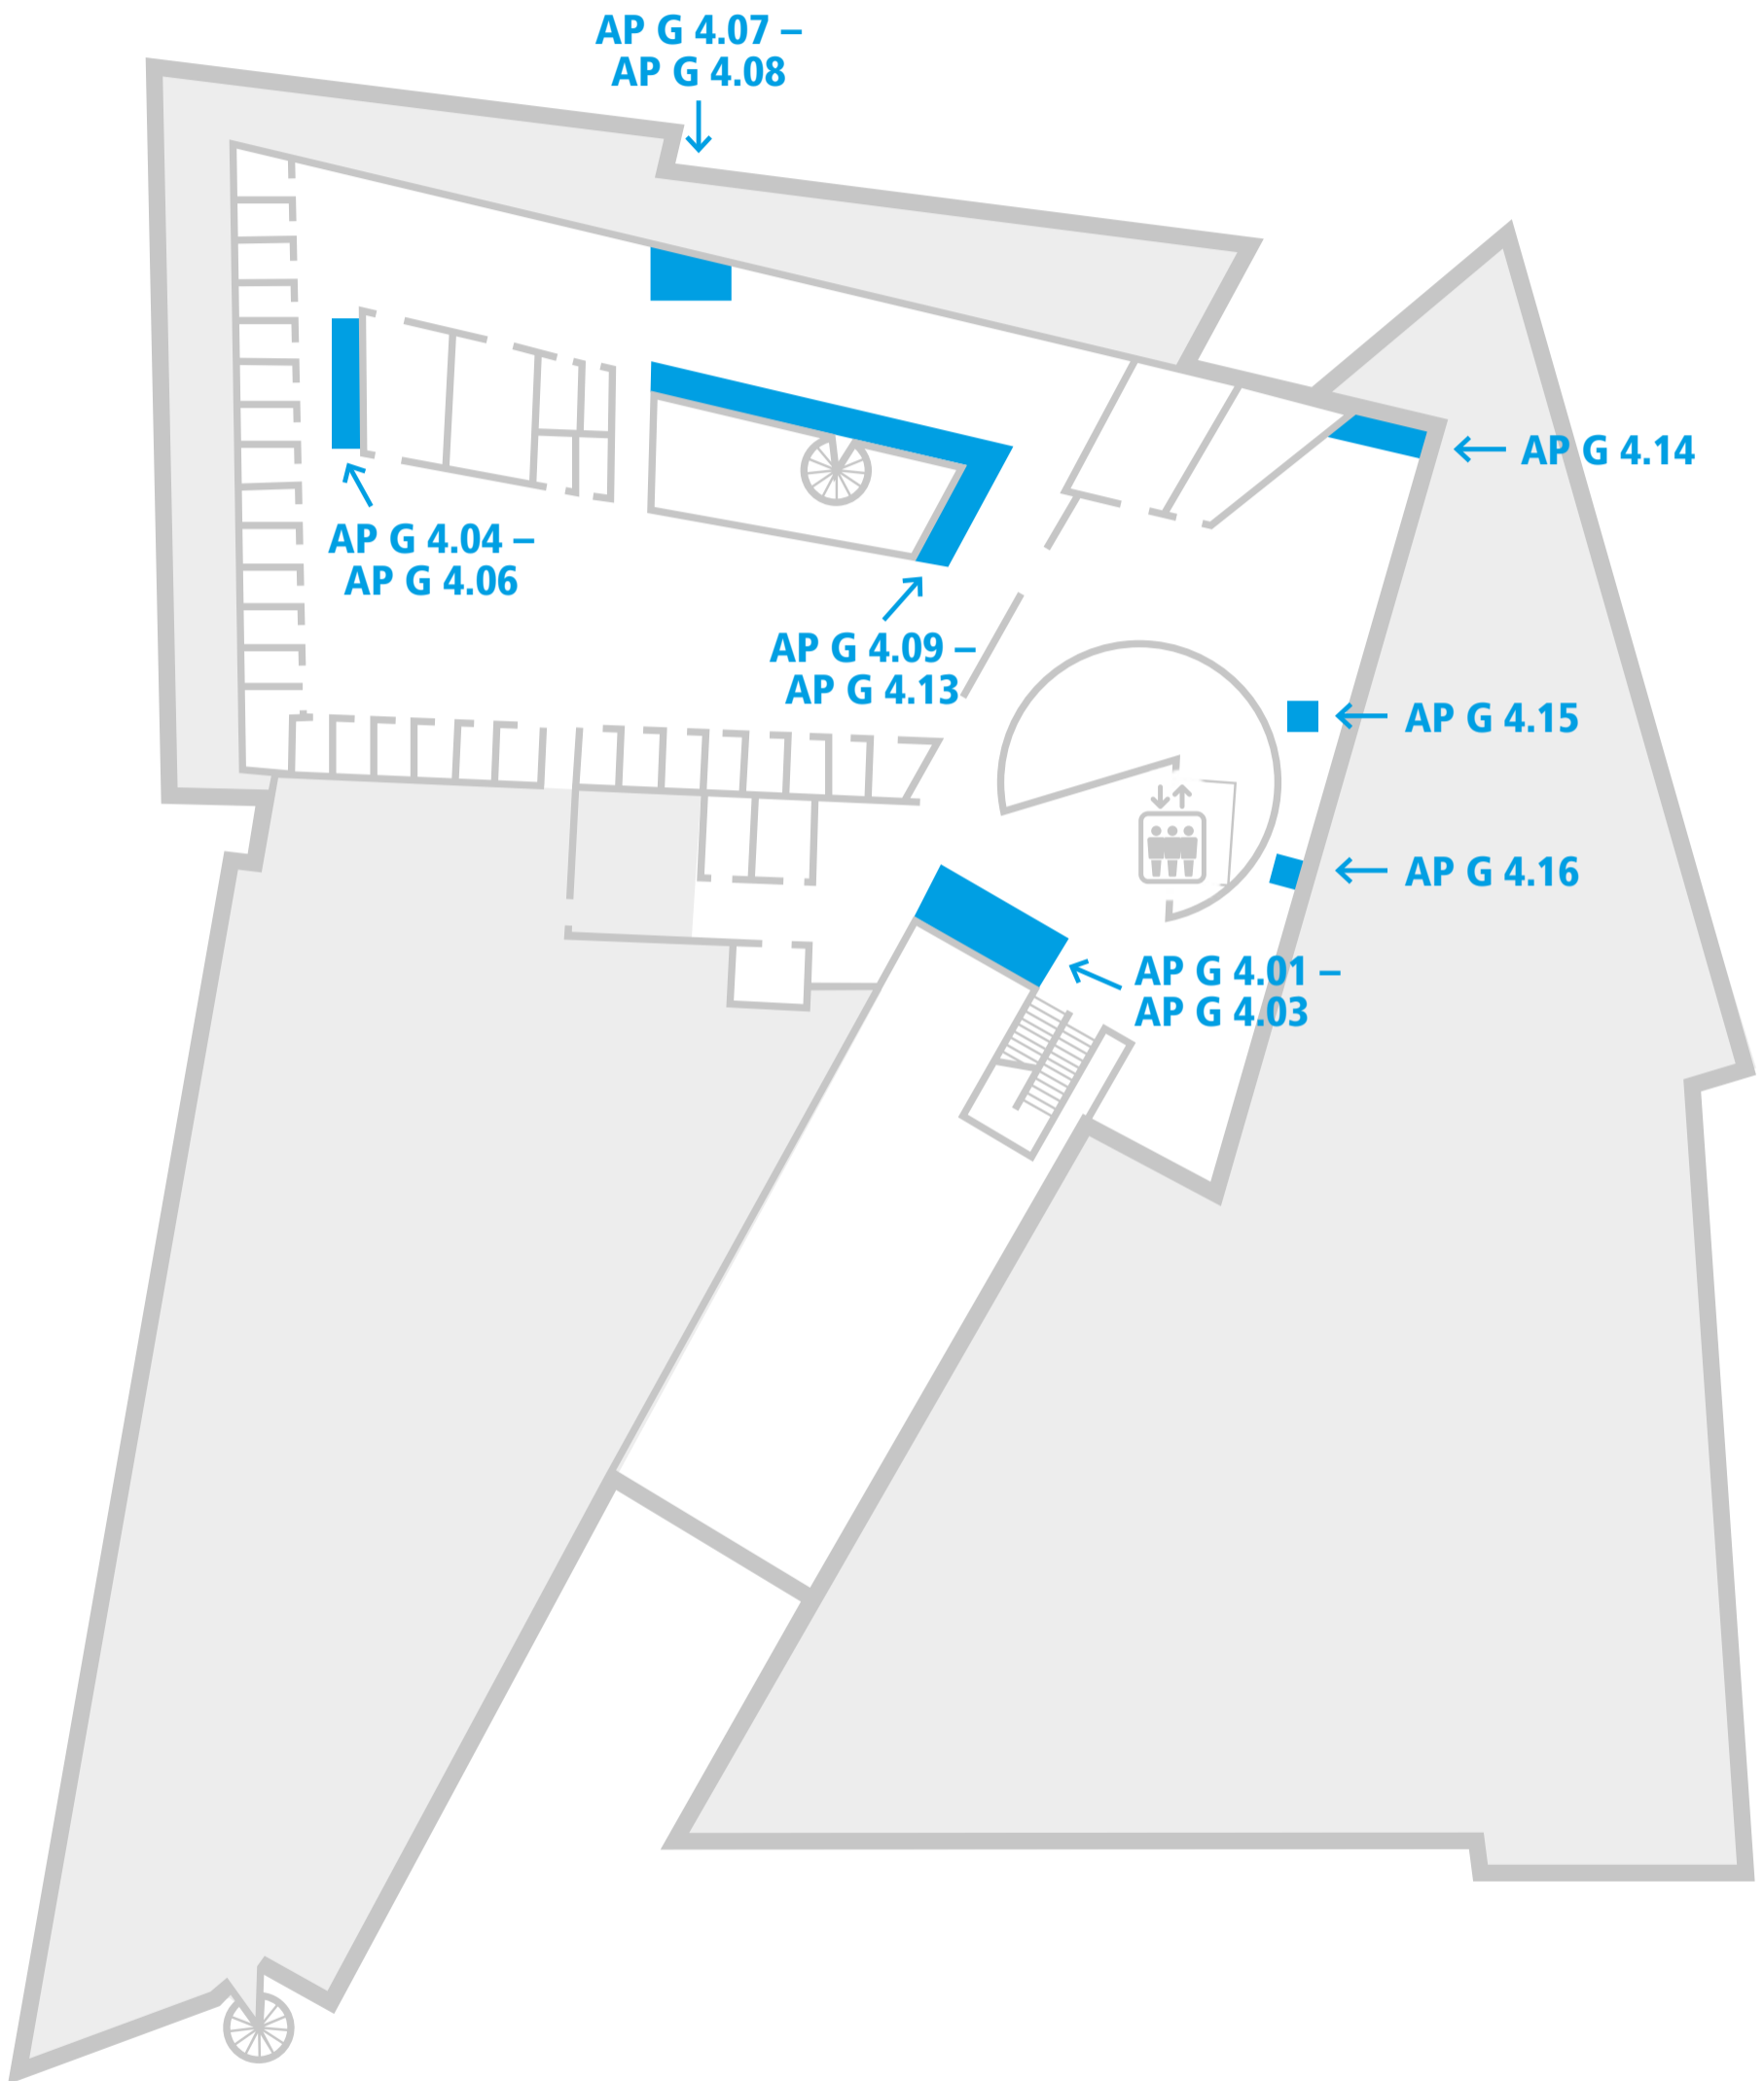 AP G 4.07 –
AP G 4.08
AP G 4.14
AP G 4.04 –
AP G 4.06
AP G 4.09 –
AP G 4.13
AP G 4.15
AP G 4.16
AP G 4.01 –
AP G 4.03